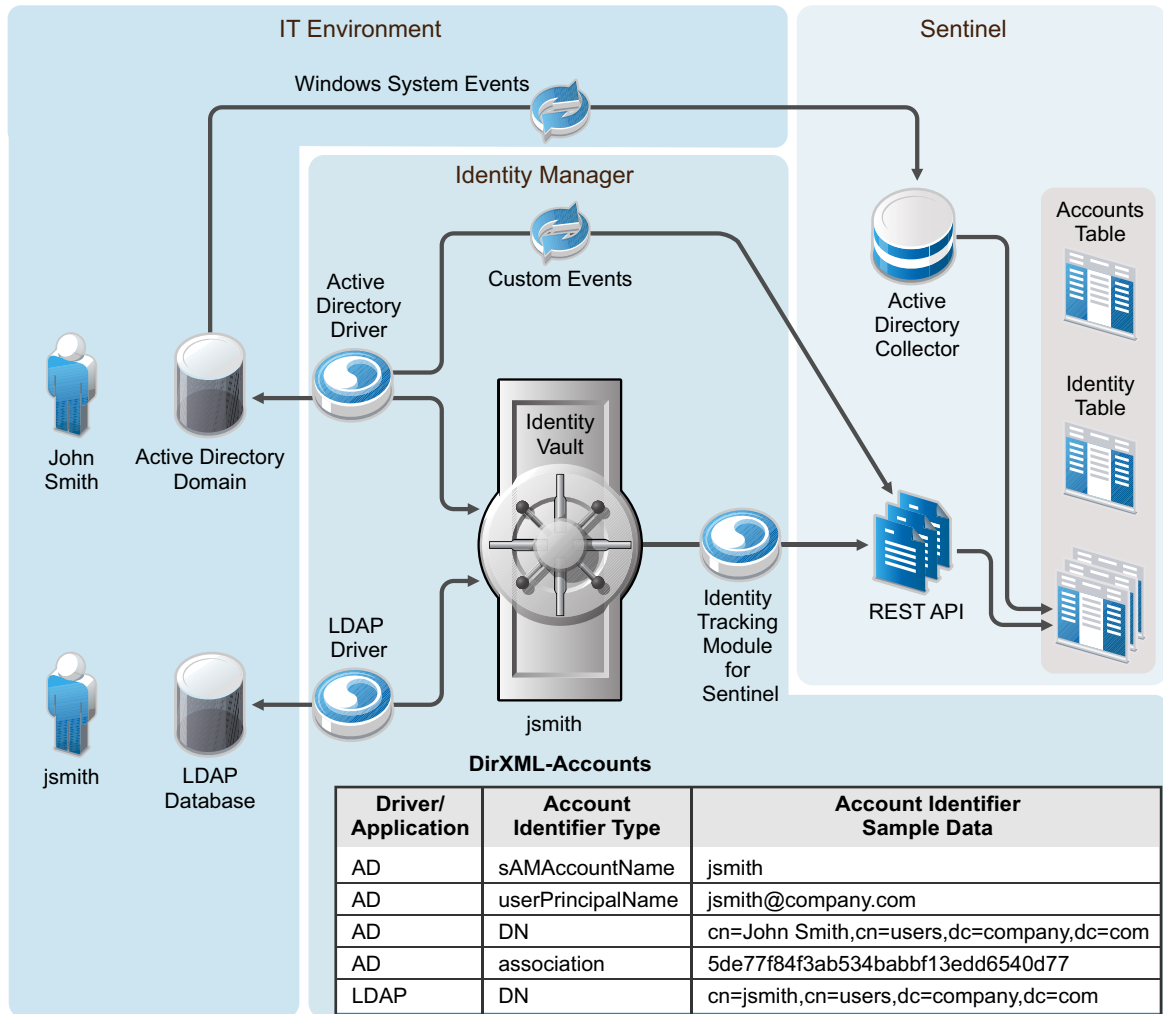 IT Environment
Sentinel
Windows System Events
Identity Manager
Custom Events
Accounts
Table
Active
Directory
Driver
Active
Directory
Collector
Identity
Table
Identity
Vault
John
Smith
Active Directory
Domain
REST API
Identity
Tracking
Module
for
Sentinel
LDAP
Driver
jsmith
jsmith
LDAP
Database
DirXML-Accounts
Driver/ Account Account Identifier
Application Identifier Type Sample Data
AD sAMAccountName jsmith
AD userPrincipalName jsmith@company.com
AD DN cn=John Smith,cn=users,dc=company,dc=com
AD association 5de77f84f3ab534babbf13edd6540d77
LDAP DN cn=jsmith,cn=users,dc=company,dc=com